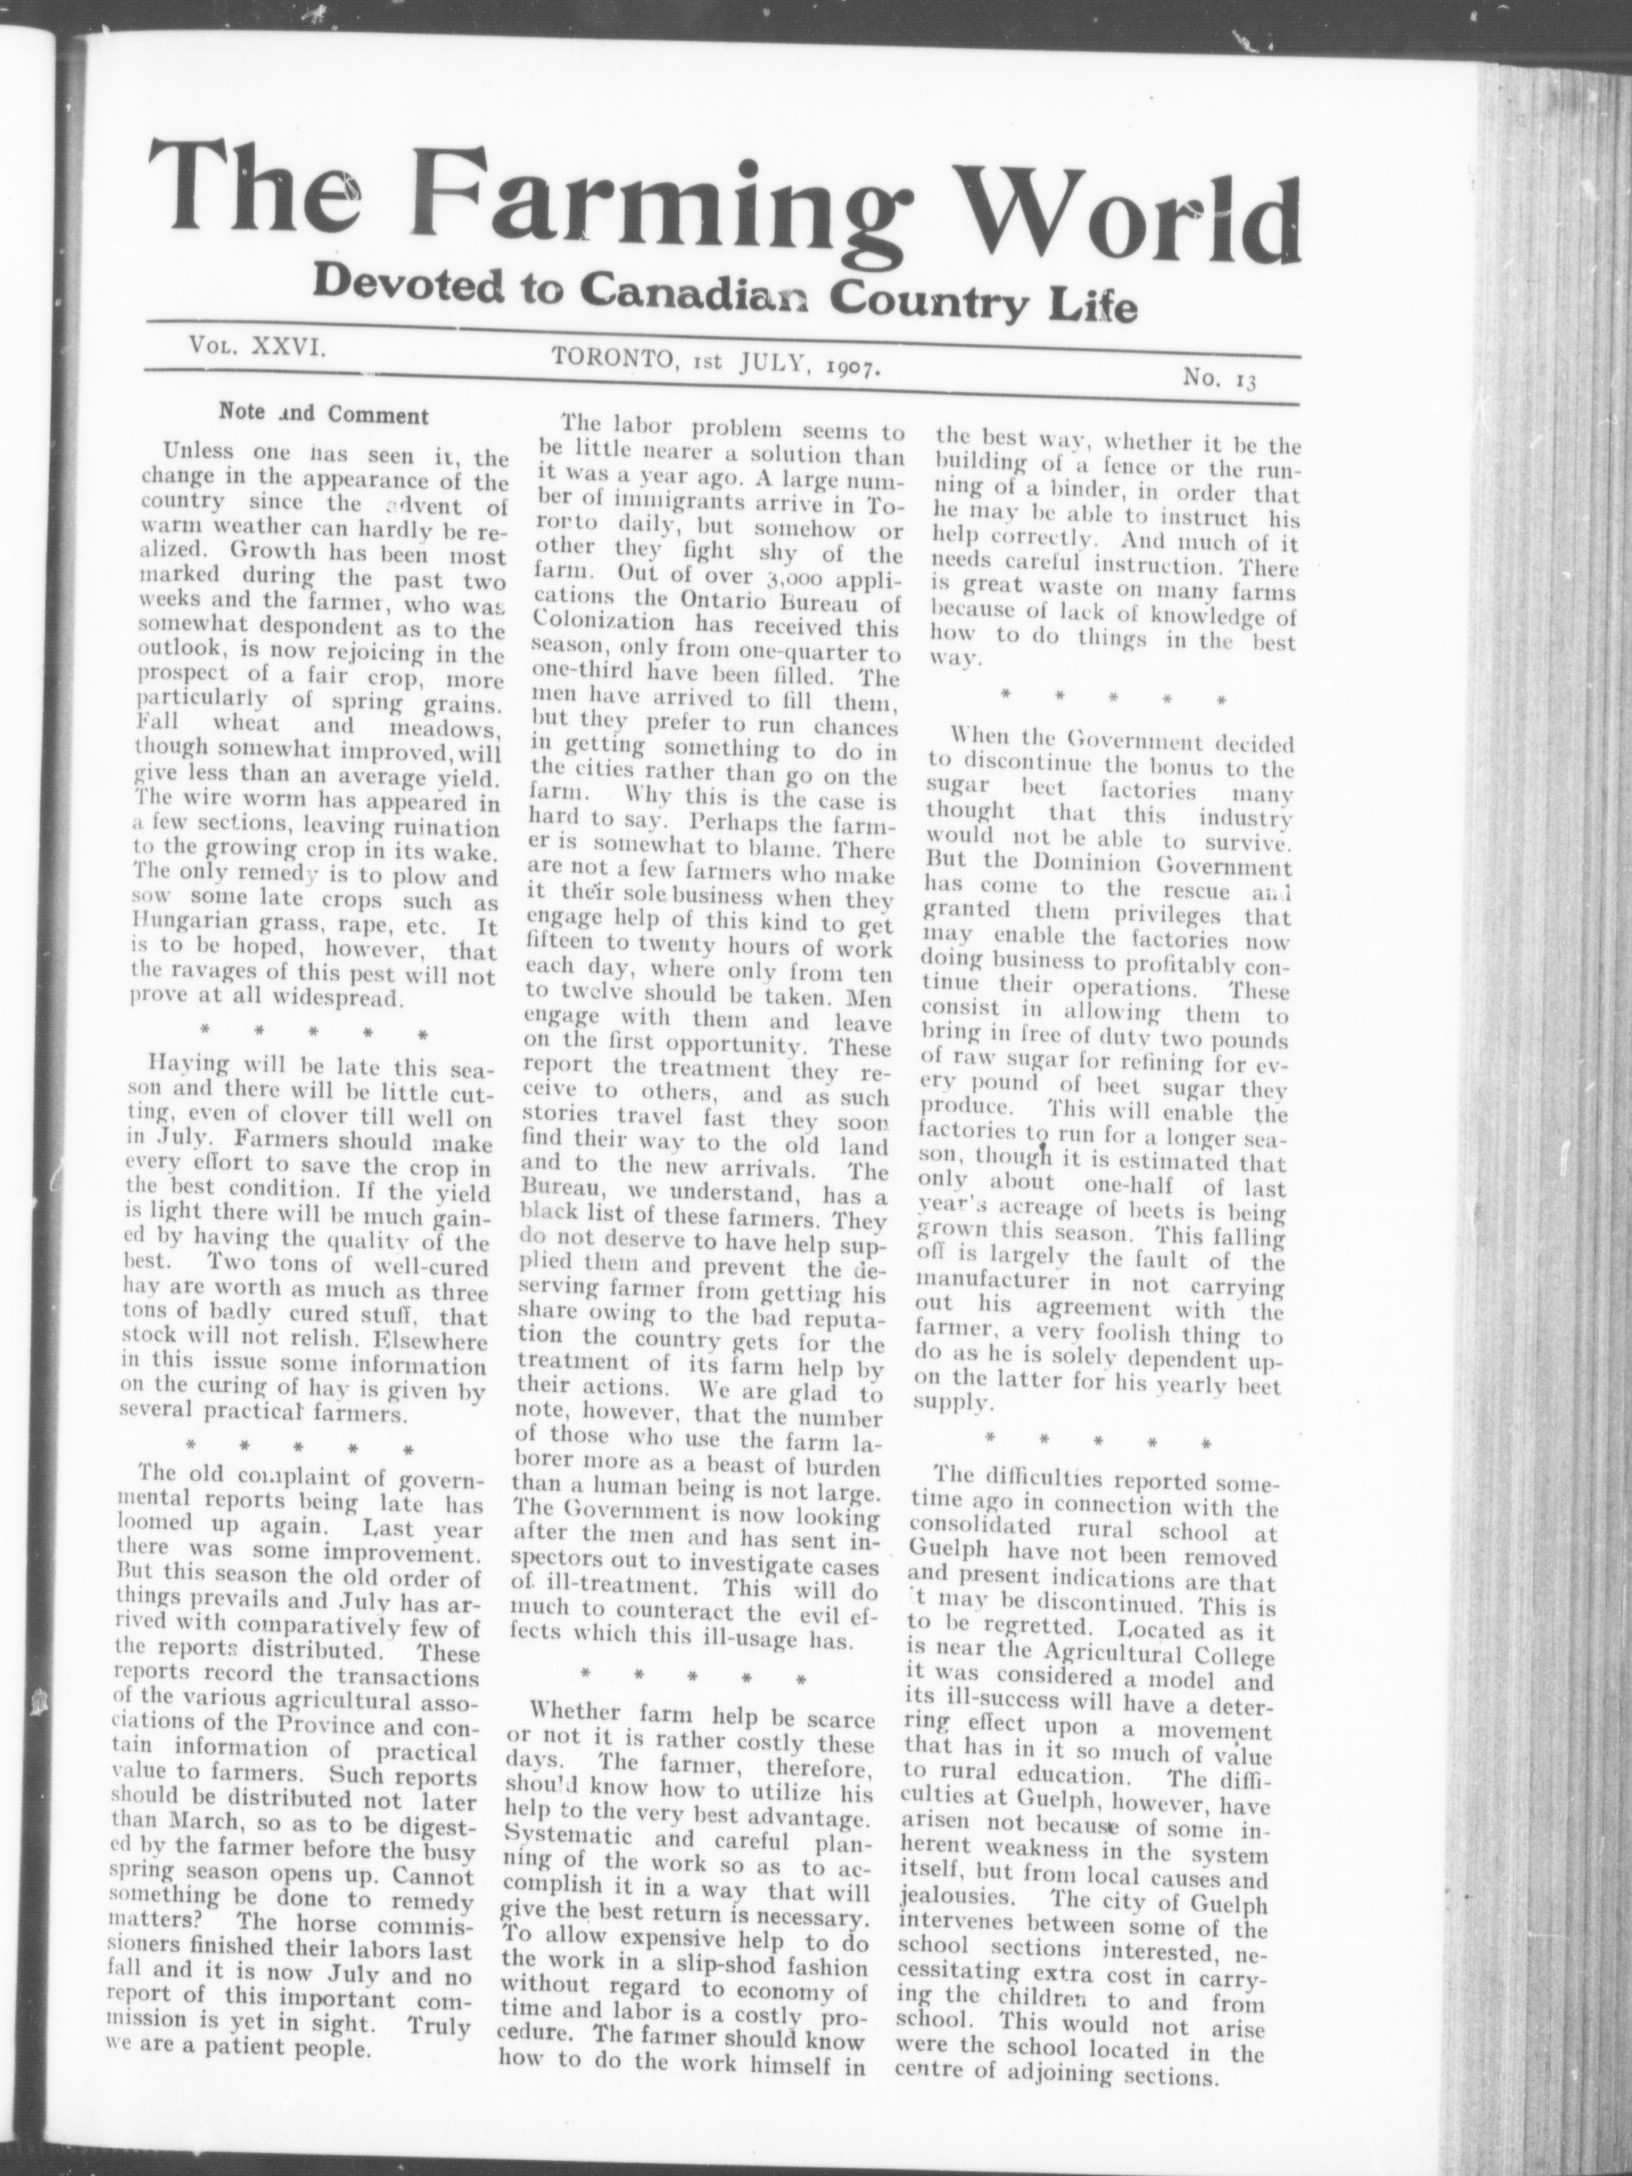 The Farming World
Devoted to Canadian Country Life
VOL. XXVI.
TORONTO, 1st JULY, 1907.
No. 13
Note and Comment
Unless one has seen it, the
change in the appearance of the
country since the advent of
warm weather can hardly be re-
alized. Growth has been most
marked during the past two
weeks and the farmer, who was
somewhat despondent as to the
outlook, is now rejoicing in the
prospect of a fair crop, more
particularly of spring grains.
Fall wheat and meadows,
though somewhat improved, will
give less than an average yield.
The wire worm has appeared in
a few sections, leaving ruination
to the growing crop in its wake.
The only remedy is to plow and
sow some late crops such as
Hungarian grass, rape, etc. It
is to be hoped, however, that
the ravages of this pest will not
prove at all widespread.
* * * * *
Haying will be late this sea-
son and there will be little cut-
ting, even of clover till well on
in July. Farmers should make
every effort to save the crop in
the best condition. If the yield
is light there will be much gain-
ed by having the quality of the
best. Two tons of well-cured
hay are worth as much as three
tons of badly cured stuff, that
stock will not relish. Elsewhere
in this issue some information
on the curing of hay is given by
several practical farmers.
* * * * *
The old complaint of govern-
mental reports being late has
loomed up again. Last year
there was some improvement.
But this season the old order of
things prevails and July has ar-
rived with comparatively few of
the reports distributed. These
reports record the transactions
of the various agricultural asso-
ciations of the Province and con-
tain information of practical
value to farmers. Such reports
should be distributed not later
than March, so as to be digest-
ed by the farmer before the busy
spring season opens up. Cannot
something be done to remedy
matters? The horse commis-
sioners finished their labors last
fall and it is now July and no
report of this important com-
mission is yet in sight. Truly
we are a patient people.
The labor problem seems to
be little nearer a solution than
it was a year ago. A large num-
ber of immigrants arrive in To-
rorto daily, but somehow or
other they fight shy of the
farm. Out of over 3,000 appli-
cations the Ontario Bureau of
Colonization has received this
season, only from one-quarter to
one-third have been filled. The
men have arrived to fill them,
but they prefer to run chances
in getting something to do in
the cities rather than go on the
farm. Why this is the case is
hard to say. Perhaps the farm-
er is somewhat to blame. There
are not a few farmers who make
it their sole business when they
engage help of this kind to get
fifteen to twenty hours of work
each day, where only from ten
to twelve should be taken. Men
engage with them and leave
on the first opportunity. These
report the treatment they re-
ceive to others, and as such
stories travel fast they soon
find their way to the old land
and to the new arrivals. The
Bureau, we understand, has a
black list of these farmers. They
do not deserve to have help sup-
plied them and prevent the de-
serving farmer from getting his
share owing to the bad reputa-
tion the country gets for the
treatment of its farm help by
their actions. We are glad to
note, however, that the number
of those who use the farm la-
borer more as a beast of burden
than a human being is not large.
The Government is now looking
after the men and has sent in-
spectors out to investigate cases
of ill-treatment. This will do
much to counteract the evil ef-
fects which this ill-usage has.
* * * * *
Whether farm help be scarce
or not it is rather costly these
days. The farmer, therefore,
should know how to utilize his
help to the very best advantage.
Systematic and careful plan-
ning of the work so as to ac-
complish it in a way that will
give the best return is necessary.
To allow expensive help to do
the work in a slip-shod fashion
without regard to economy of
time and labor is a costly pro-
cedure. The farmer should know
how to do the work himself in
the best way, whether it be the
building of a fence or the run-
ning of a binder, in order that
he may be able to instruct his
help correctly. And much of it
needs careful instruction. There
is great waste on many farms
because of lack of knowledge of
how to do things in the best
way.
* * * * *
When the Government decided
to discontinue the bonus to the
sugar beet factories many
thought that this industry
would not be able to survive.
But the Dominion Government
has come to the rescue and
granted them privileges that
may enable the factories now
doing business to profitably con-
tinue their operations. These
consist in allowing them to
bring in free of duty two pounds
of raw sugar for refining for ev-
ery pound of beet sugar they
produce. This will enable the
factories to run for a longer sea-
son, though it is estimated that
only about one-half of last
year's acreage of beets is being
grown this season. This falling
off is largely the fault of the
manufacturer in not carrying
out his agreement with the
farmer, a very foolish thing to
do as he is solely dependent up-
on the latter for his yearly beet
supply.
* * * * *
The difficulties reported some-
time ago in connection with the
consolidated rural school at
Guelph have not been removed
and present indications are that
't may be discontinued. This is
to be regretted. Located as it
is near the Agricultural College
it was considered a model and
its ill-success will have a deter-
ring effect upon a movement
that has in it so much of value
to rural education. The diffi-
culties at Guelph, however, have
arisen not because of some in-
herent weakness in the system
itself, but from local causes and
jealousies. The city of Guelph
intervenes between some of the
school sections interested, ne-
cessitating extra cost in carry-
ing the children to and from
school. This would not arise
were the school located in the
centre of adjoining sections.